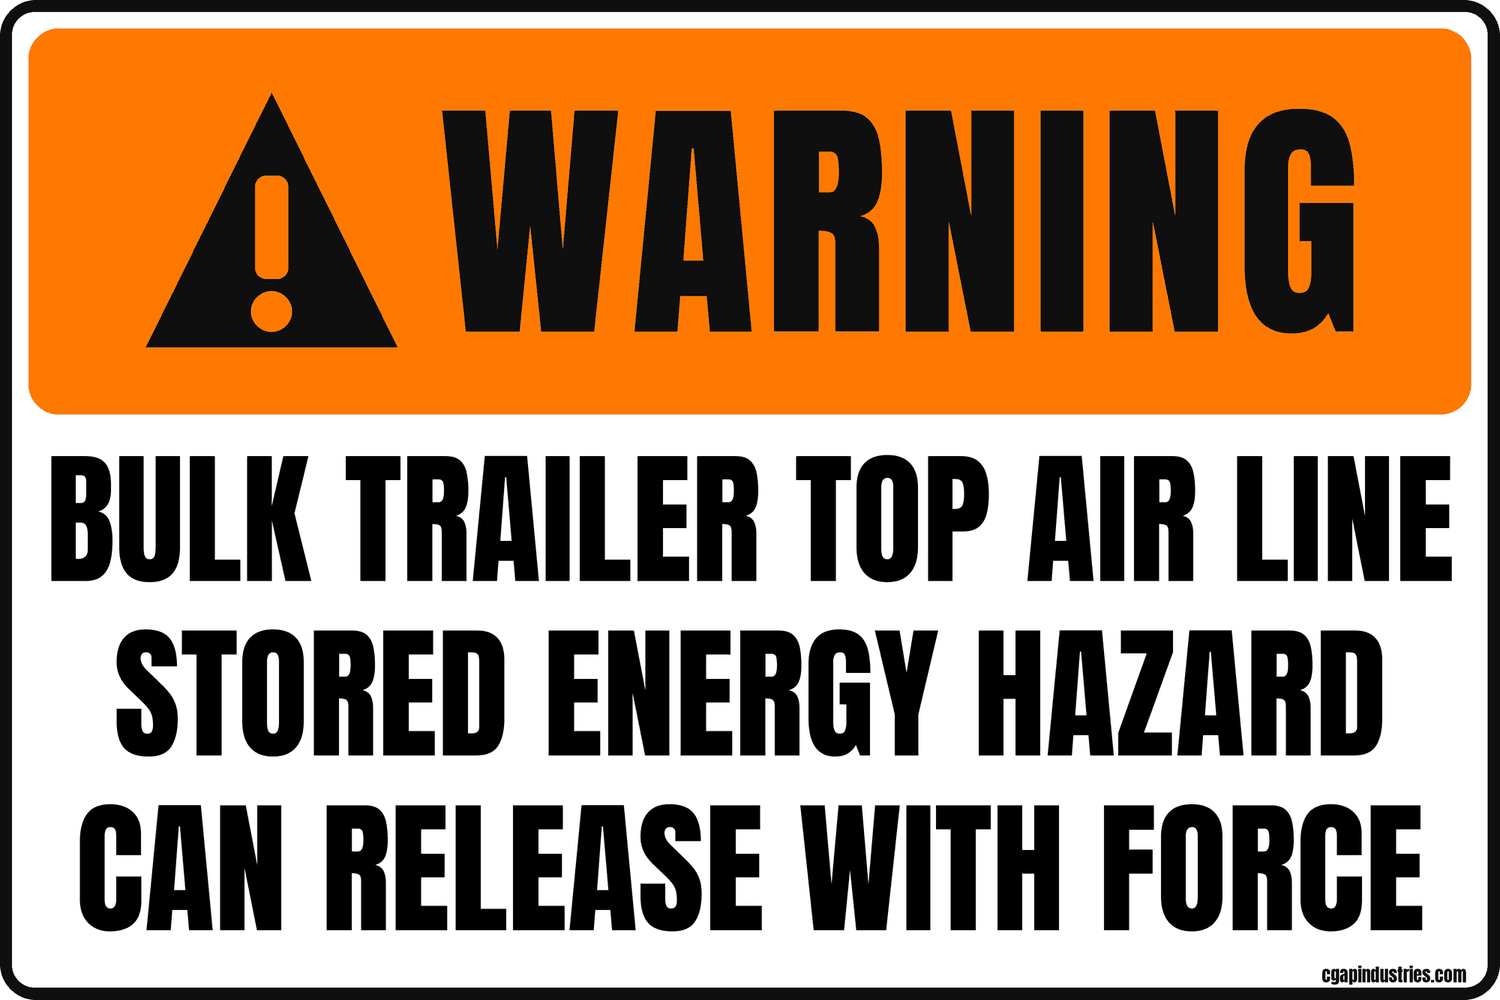 WARNING
BULK TRAILER TOP AIR LINE
STORED ENERGY HAZARD
CAN RELEASE WITH FORCE
cgapindustries.com